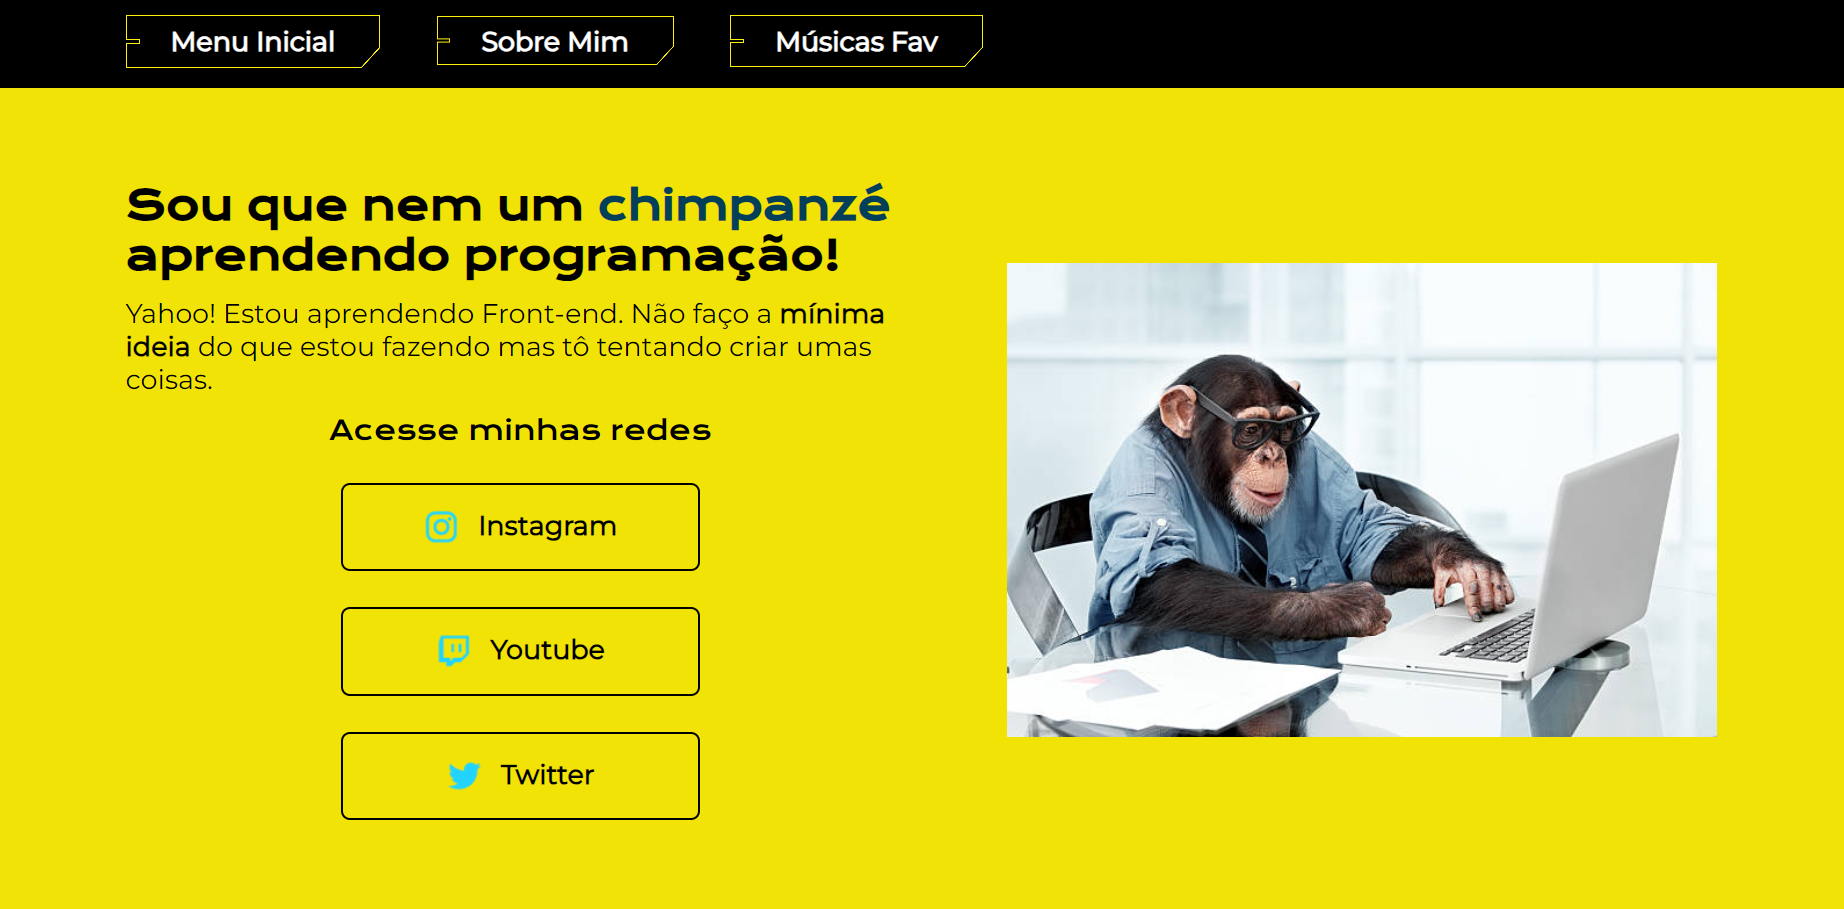 Menu Inicial
Sobre Mim
Músicas Fav
Sou que nem um chimpanzé
aprendendo programação!
Yahoo! Estou aprendendo Front-end. Não faço a mínima
ideia do que estou fazendo mas tô tentando criar umas
coisas.
Acesse minhas redes
Instagram
Youtube
Twitter